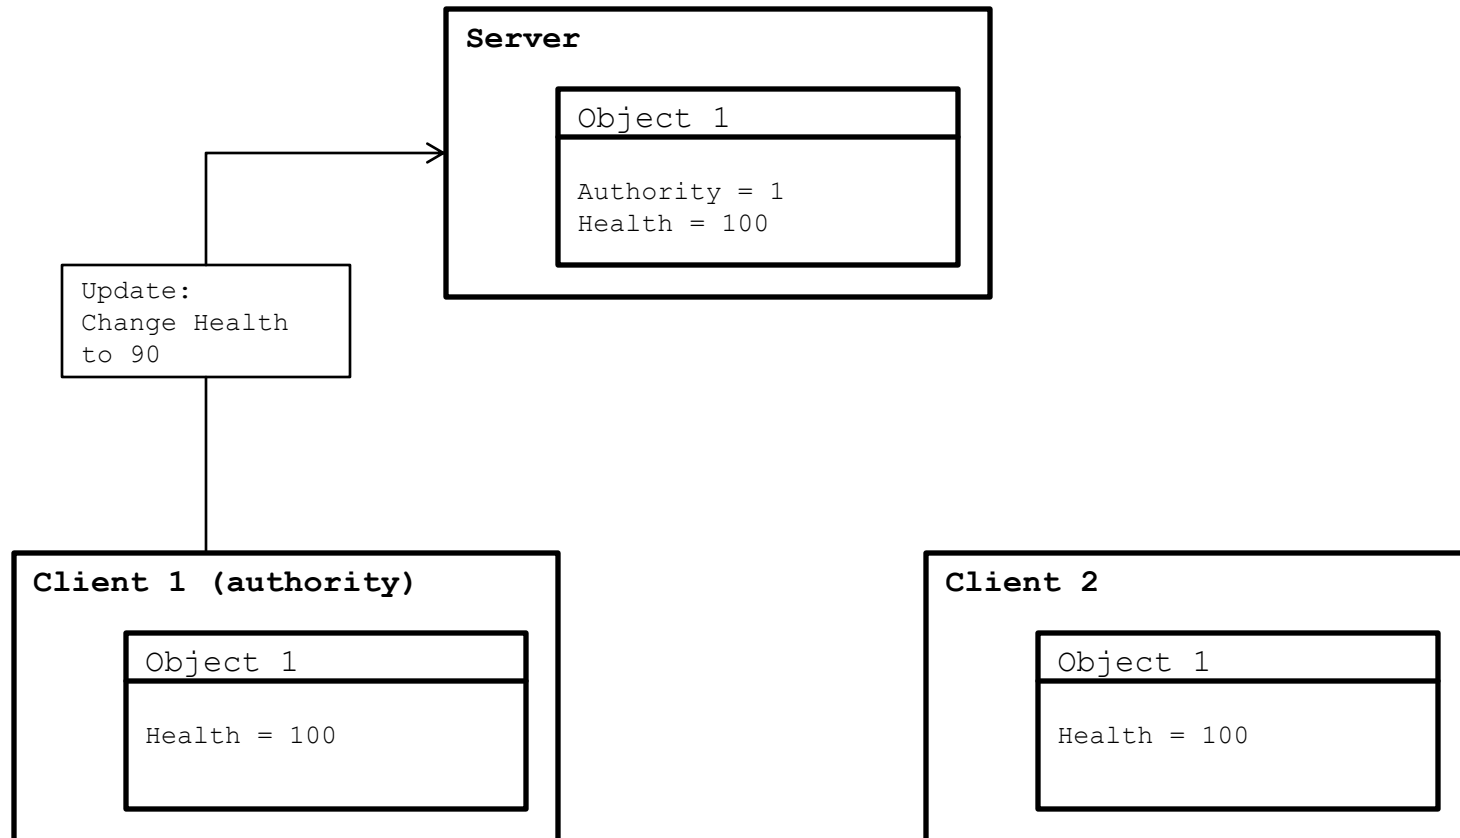 Server
Object 1
Authority = 1
Health = 100
Update:
Change Health
to 90
Client 1 (authority)
Object 1
Health = 100
Client 2
Object 1
Health = 100